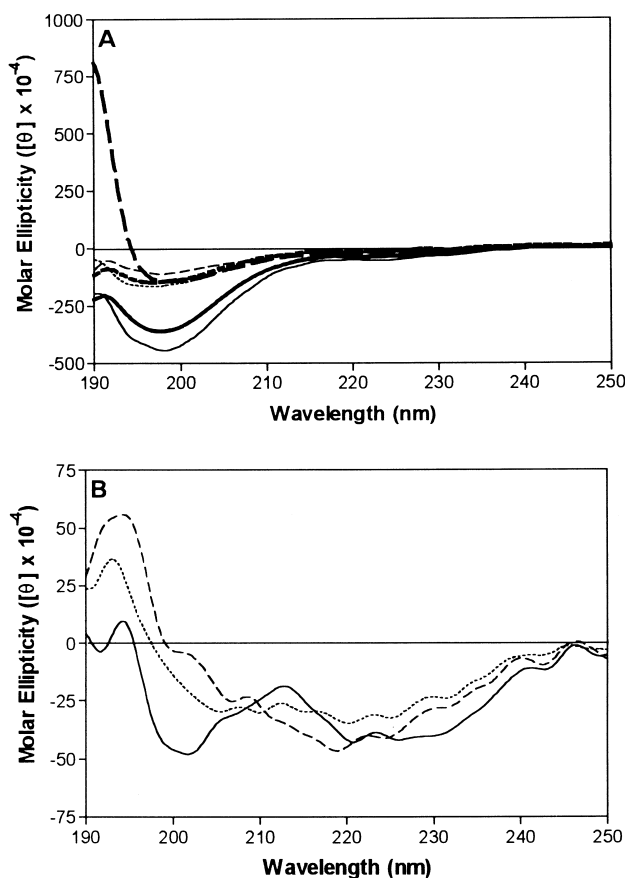 A
1000
750
500
250
0
-250
-500
Molar Ellipticity ([θ] x 10⁻⁴)
190 200 210 220 230 240 250
Wavelength (nm)
B
75
50
25
0
-25
-50
-75
Molar Ellipticity ([θ] x 10⁻⁴)
190 200 210 220 230 240 250
Wavelength (nm)